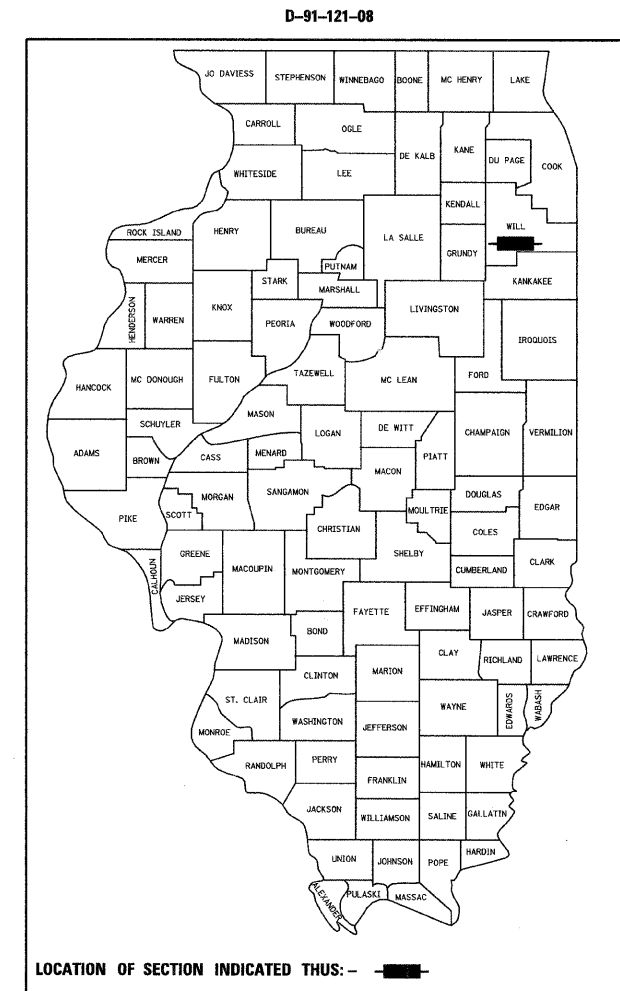 D-91-121-08
JO DAVIESS
STEPHENSON
WINNEBAGO
BOONE
MC HENRY
LAKE
CARROLL
OGLE
DE KALB
KANE
DU PAGE
COOK
WHITESIDE
LEE
KENDALL
WILL
ROCK ISLAND
HENRY
BUREAU
LA SALLE
GRUNDY
MERCER
PUTNAM
STARK
MARSHALL
KANKAKEE
HENDERSON
WARREN
KNOX
PEORIA
WOODFORD
LIVINGSTON
IROQUOIS
HANCOCK
MC DONOUGH
FULTON
TAZEWELL
MC LEAN
FORD
MASON
SCHUYLER
LOGAN
DE WITT
CHAMPAIGN
VERMILION
ADAMS
BROWN
CASS
MENARD
PIATT
MACON
MORGAN
SANGAMON
DOUGLAS
EDGAR
PIKE
SCOTT
CHRISTIAN
MOULTRIE
COLES
GREENE
MACOUPIN
MONTGOMERY
SHELBY
CUMBERLAND
CLARK
CALHOUN
JERSEY
FAYETTE
EFFINGHAM
JASPER
CRAWFORD
MADISON
BOND
CLAY
RICHLAND
LAWRENCE
CLINTON
MARION
ST. CLAIR
WAYNE
EDWARDS
WABASH
WASHINGTON
JEFFERSON
MONROE
RANDOLPH
PERRY
HAMILTON
WHITE
FRANKLIN
JACKSON
WILLIAMSON
SALINE
GALLATIN
UNION
JOHNSON
POPE
HARDIN
ALEXANDER
PULASKI
MASSAC
LOCATION OF SECTION INDICATED THUS: -